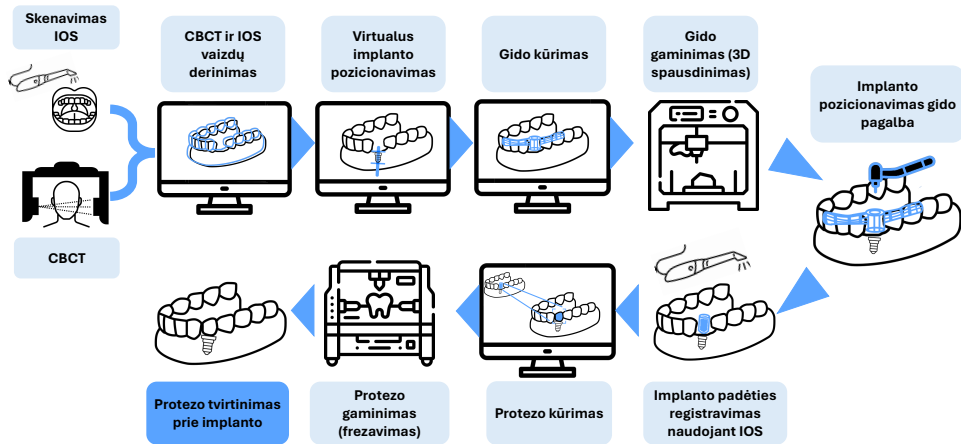 Skenavimas
IOS
CBCT
CBCT ir IOS
vaizdų
derinimas
Virtualus
implanto
pozicionavimas
Gido kūrimas
Gido
gaminimas (3D
spausdinimas)
Implanto
pozicionavimas gido
pagalba
Implanto padėties
registravimas
naudojant IOS
Protezo kūrimas
Protezo
gaminimas
(frezavimas)
Protezo tvirtinimas
prie implanto